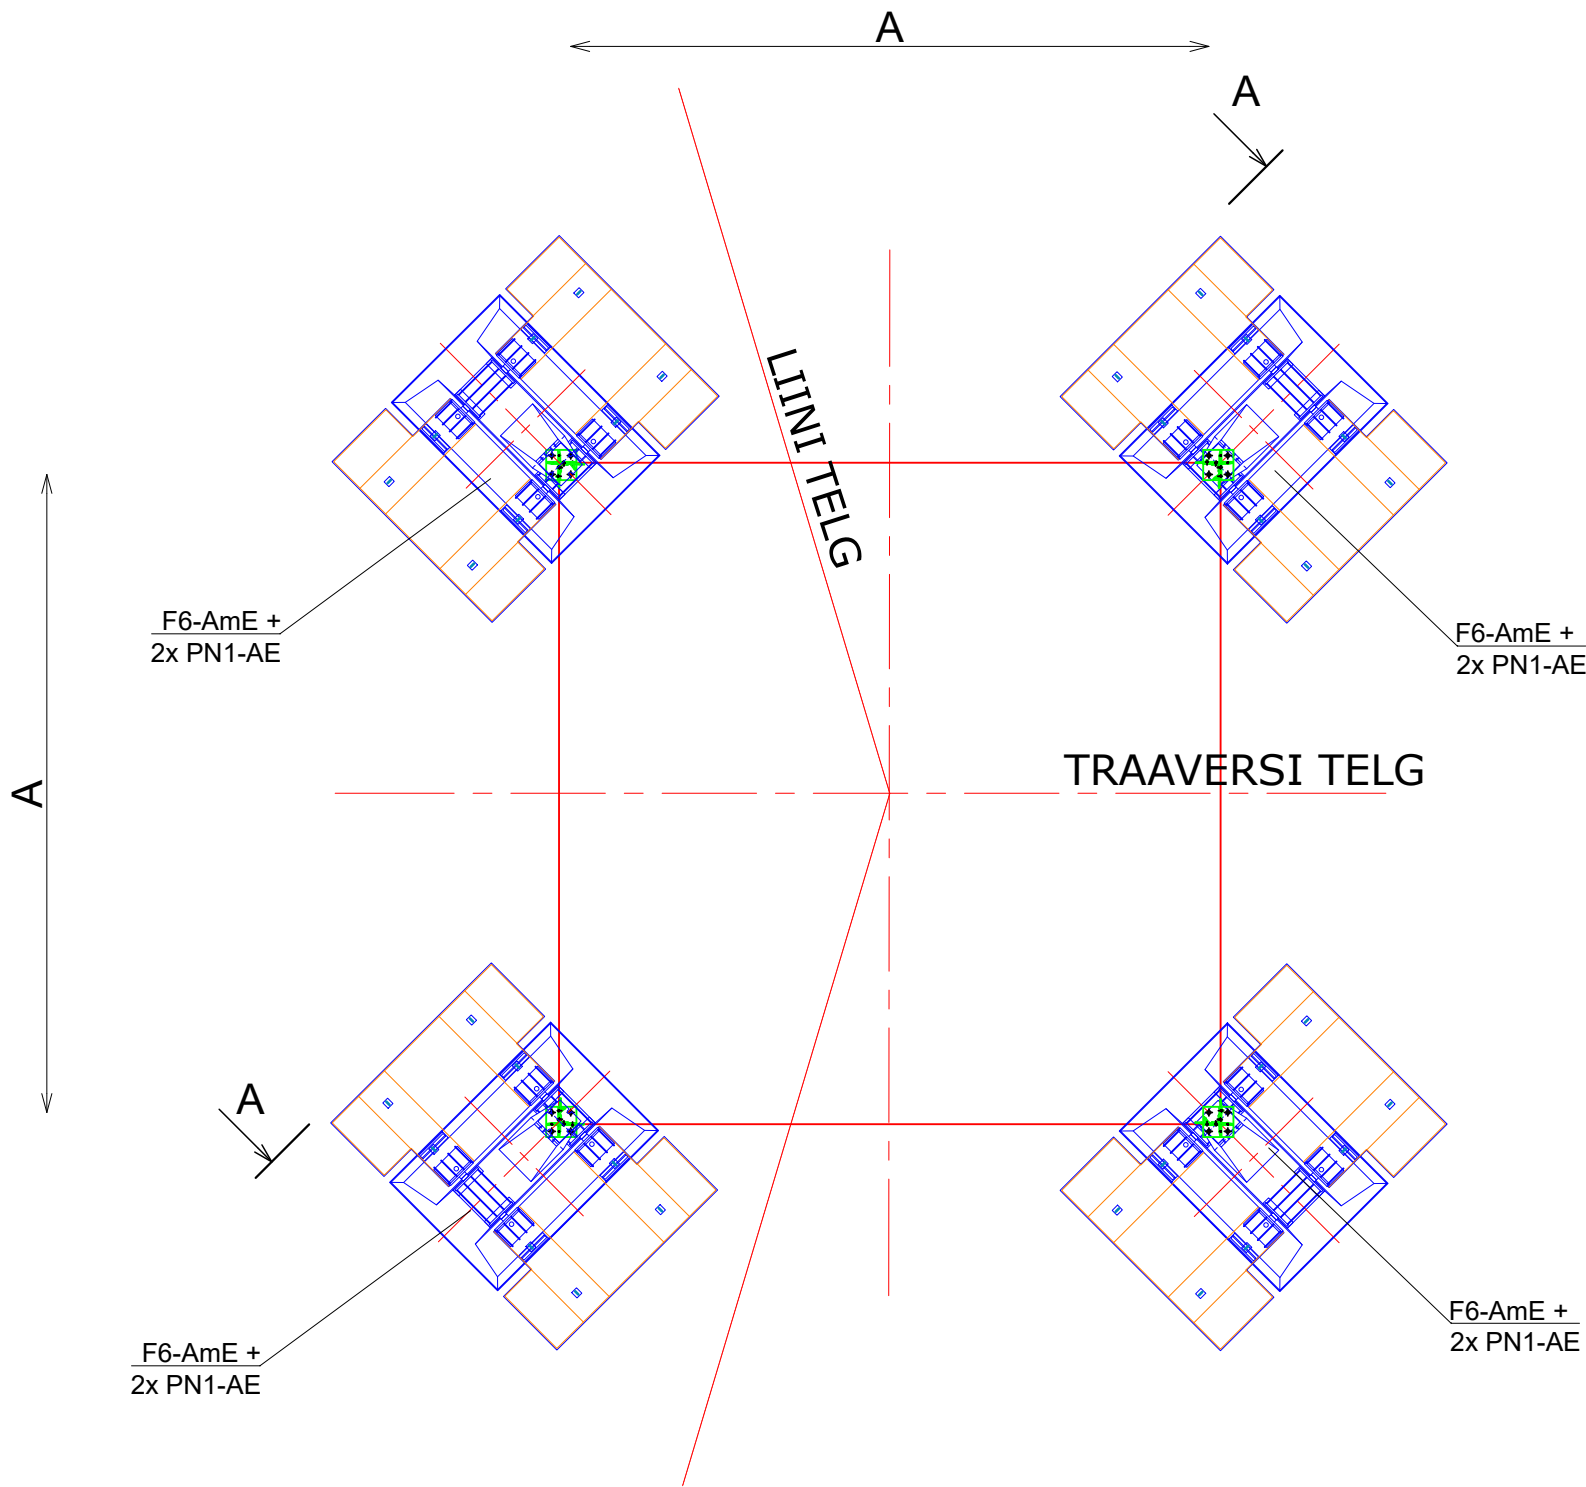 A
A
LIINI TELG
F6-AmE +
2x PN1-AE
F6-AmE +
2x PN1-AE
TRAAVERSI TELG
A
A
F6-AmE +
2x PN1-AE
F6-AmE +
2x PN1-AE